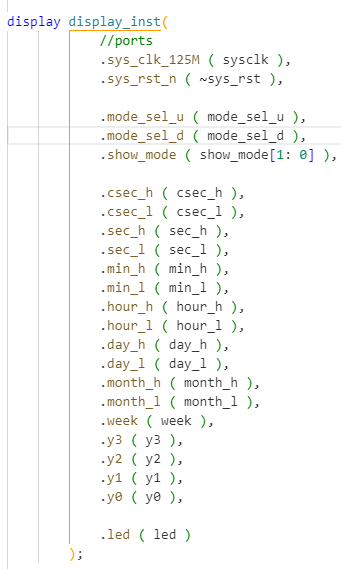 display display_inst(
//ports
.sys_clk_125M ( sysclk ),
.sys_rst_n ( ~sys_rst ),
.mode_sel_u ( mode_sel_u ),
.mode_sel_d ( mode_sel_d ),
.show_mode ( show_mode[1: 0] ),
.csec_h ( csec_h ),
.csec_l ( csec_l ),
.sec_h ( sec_h ),
.sec_l ( sec_l ),
.min_h ( min_h ),
.min_l ( min_l ),
.hour_h ( hour_h ),
.hour_l ( hour_l ),
.day_h ( day_h ),
.day_l ( day_l ),
.month_h ( month_h ),
.month_l ( month_l ),
.week ( week ),
.y3 ( y3 ),
.y2 ( y2 ),
.y1 ( y1 ),
.y0 ( y0 ),
.led ( led )
);